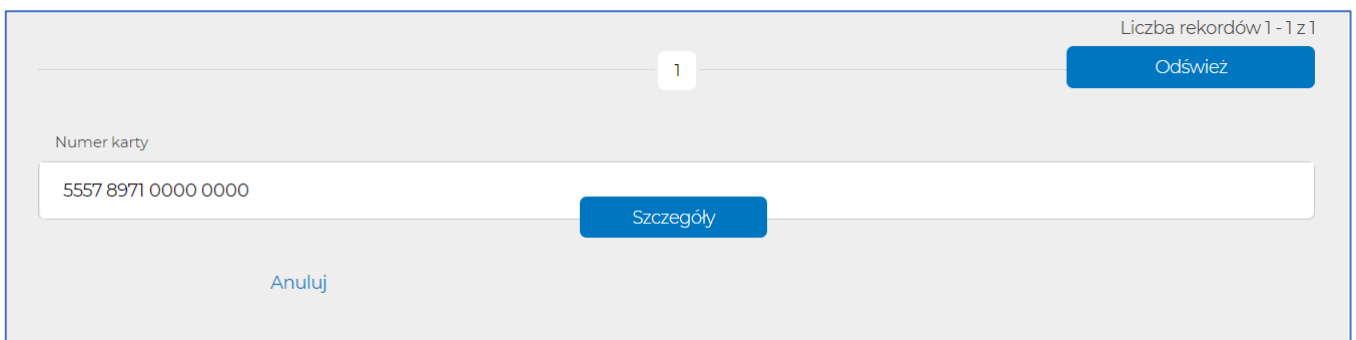 Liczba rekordów 1 - 1 z 1
1
Odśwież
Numer karty
5557 8971 0000 0000
Szczegóły
Anuluj